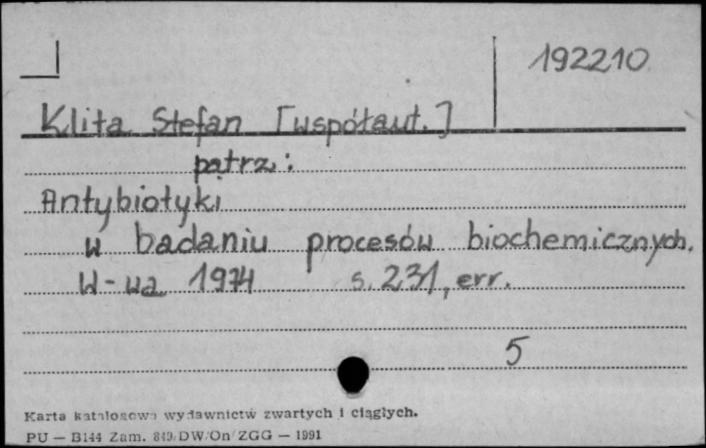 192210
Klita Stefan [współaut.]
patrz:
Antybiotyki
w badaniu procesów biochemicznych.
W-wa 1974 s. 231, err.
5
Karta katalogowa wydawnictw zwartych i ciągłych.
PU — B144 Zam. 849/DW/On/ZGG — 1991